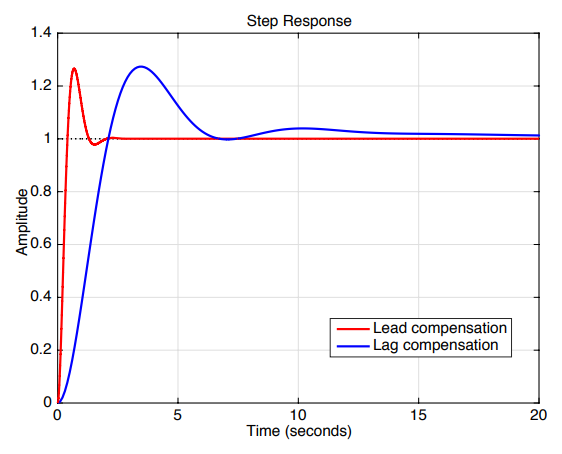 Step Response
1.4
1.2
1
0.8
0.6
0.4
0.2
0
Amplitude
Lead compensation
Lag compensation
0 5 10 15 20
Time (seconds)